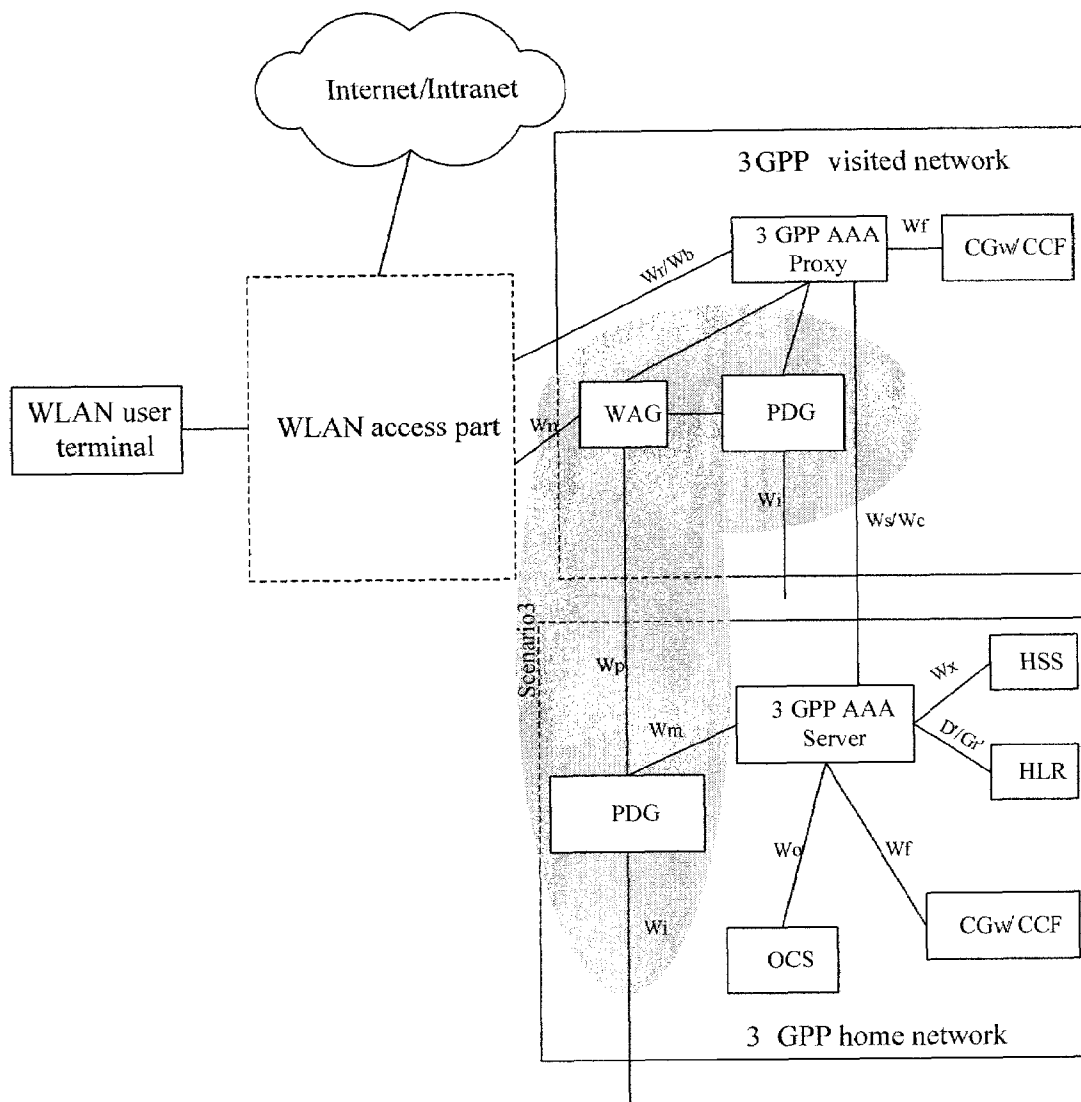 Internet/Intranet
3GPP visited network
3 GPP AAA
Proxy
Wf
CGw/CCF
Wr/Wb
WLAN user
terminal
WLAN access part
Wn
WAG
PDG
Wi
Ws/Wc
Scenario3
Wp
Wm
3 GPP AAA
Server
Wx
HSS
D'/Gr'
HLR
PDG
Wo
Wf
Wi
OCS
CGw/CCF
3 GPP home network